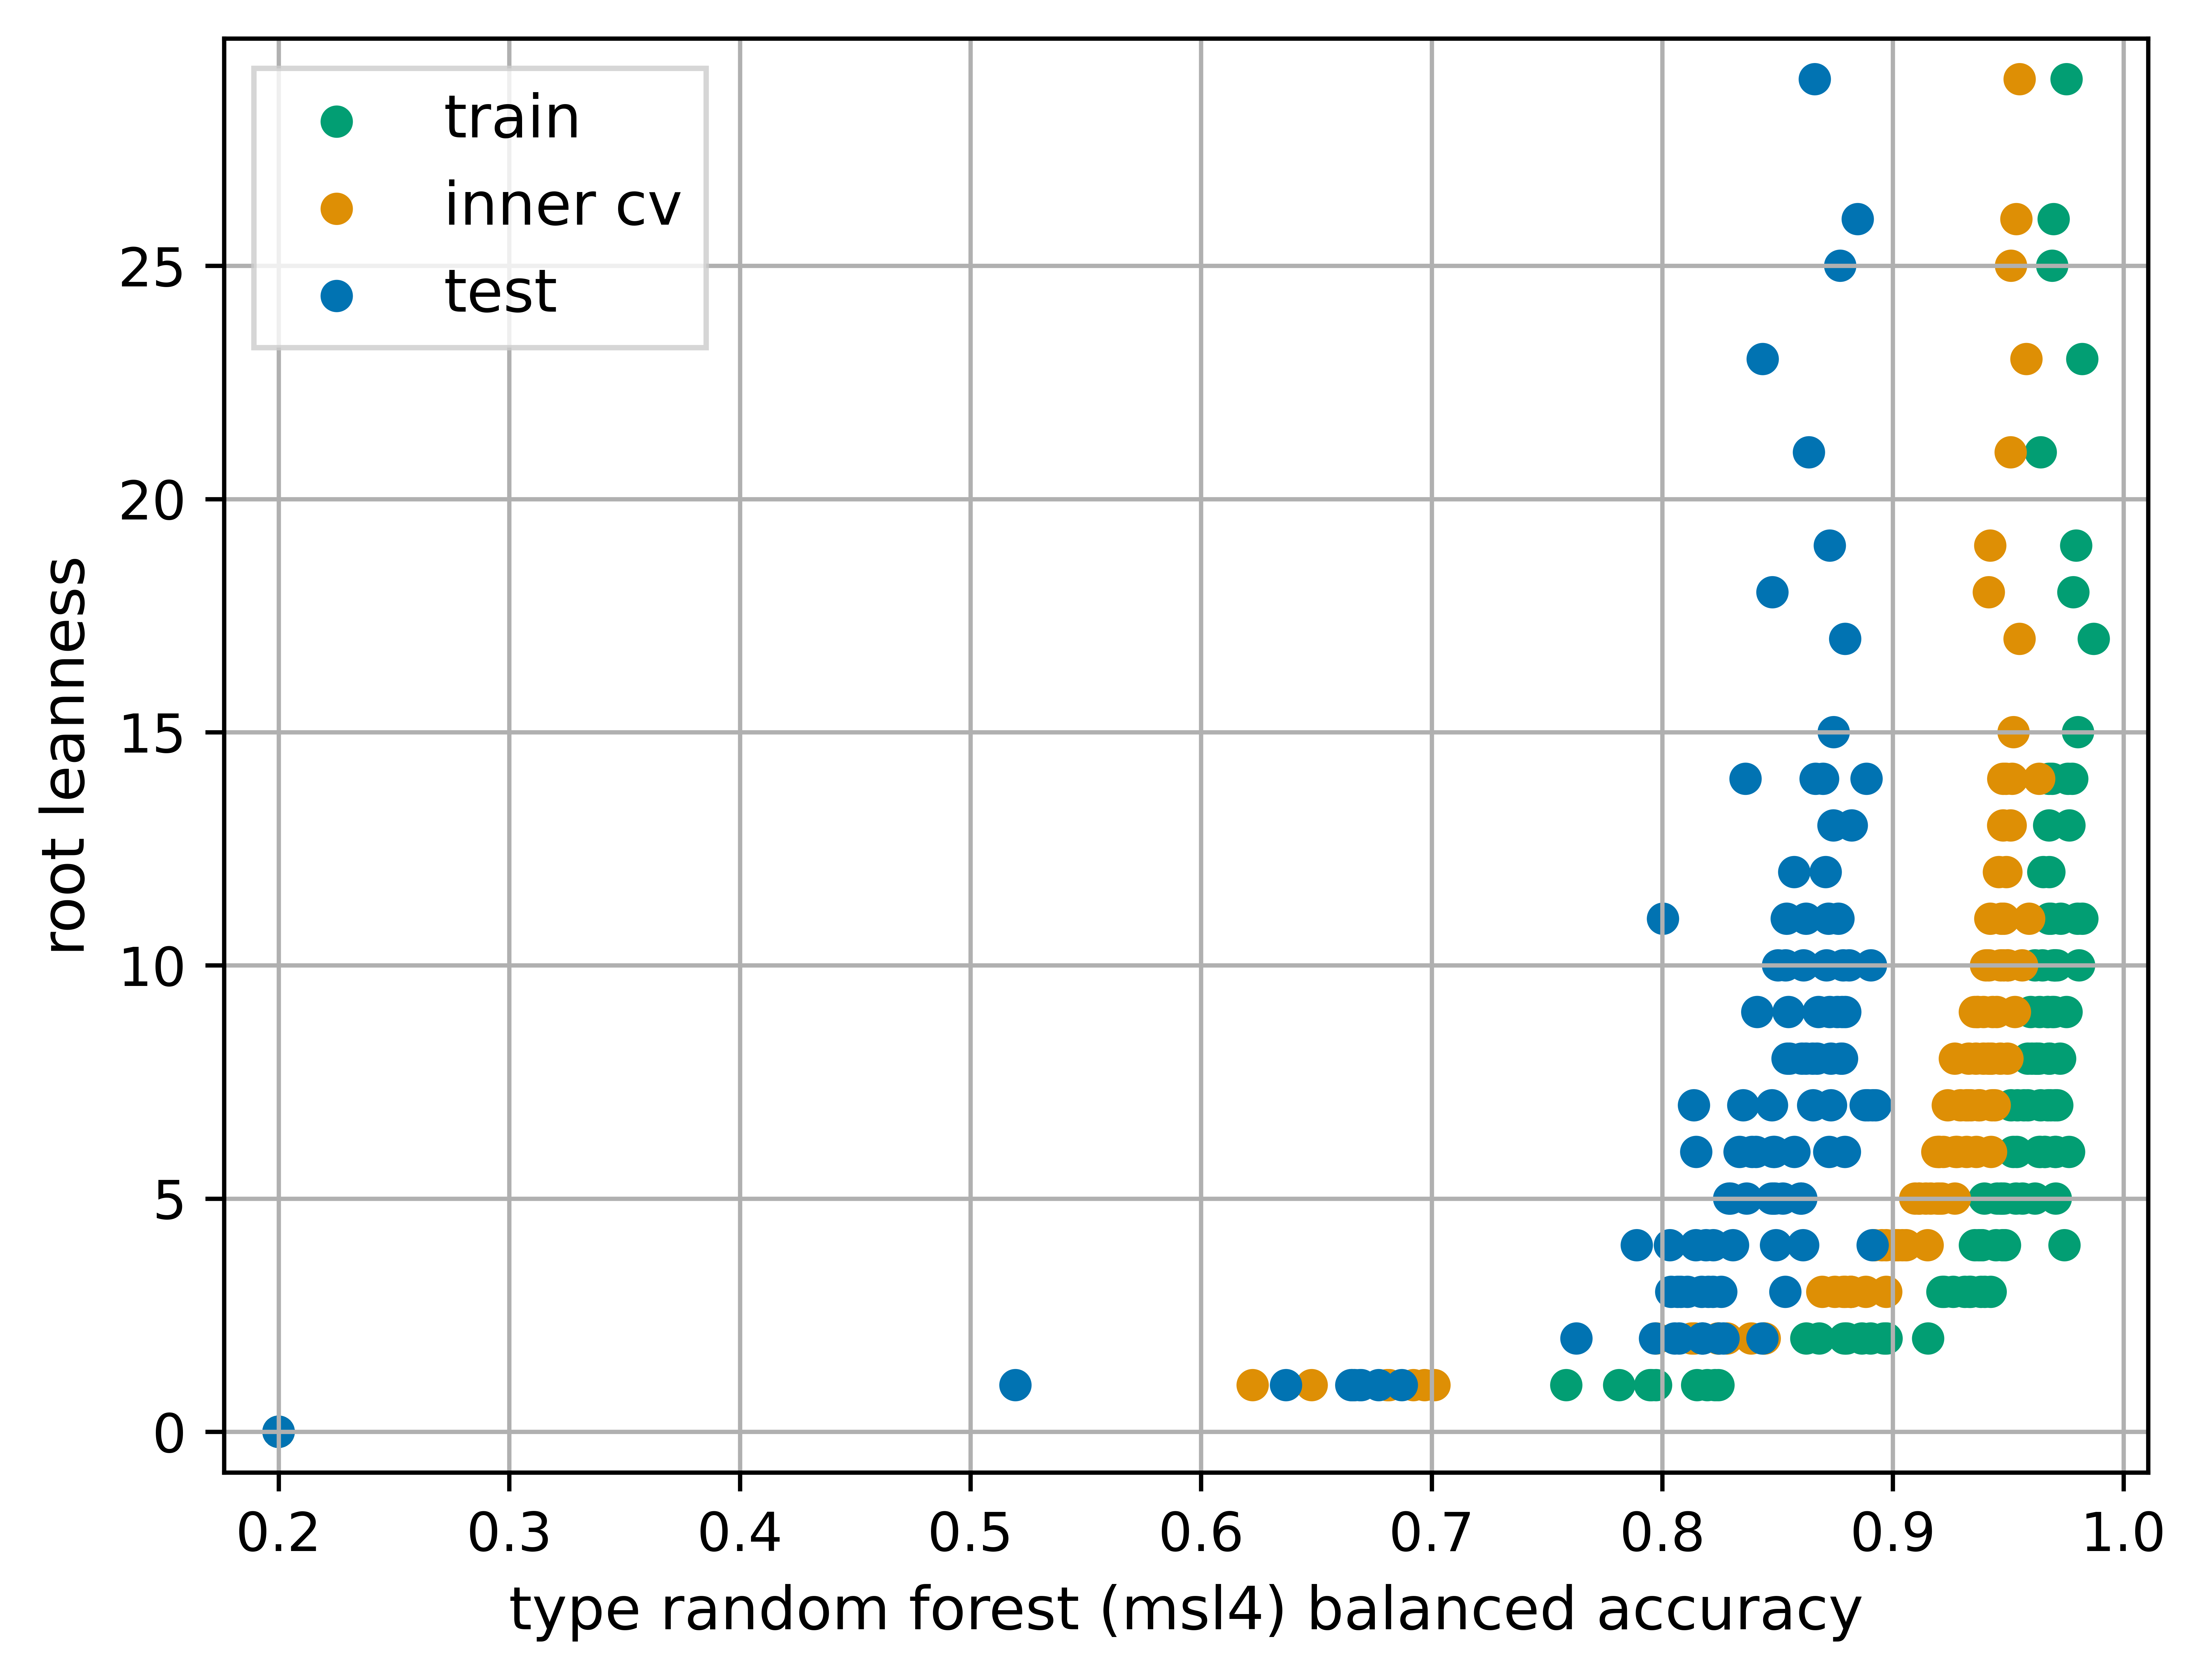 train
inner cv
test
root leanness
25
20
15
10
5
0
0.2 0.3 0.4 0.5 0.6 0.7 0.8 0.9 1.0
type random forest (msl4) balanced accuracy